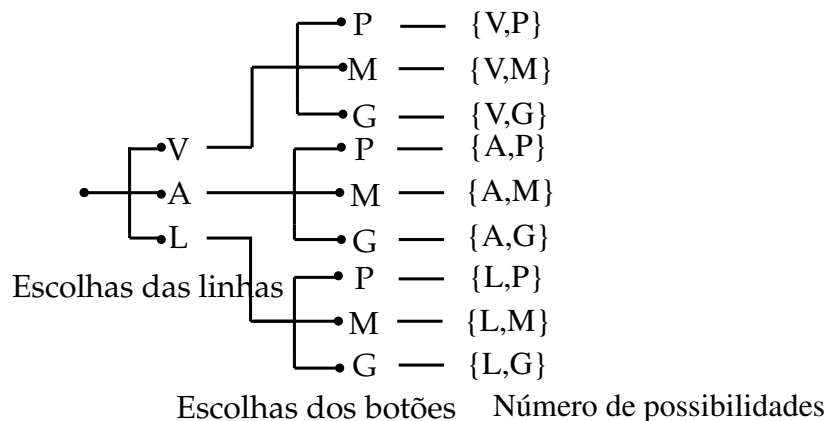 P {V,P}
M {V,M}
G {V,G}
V P {A,P}
A M {A,M}
L G {A,G}
P {L,P}
Escolhas das linhas
M {L,M}
G {L,G}
Escolhas dos botões Número de possibilidades